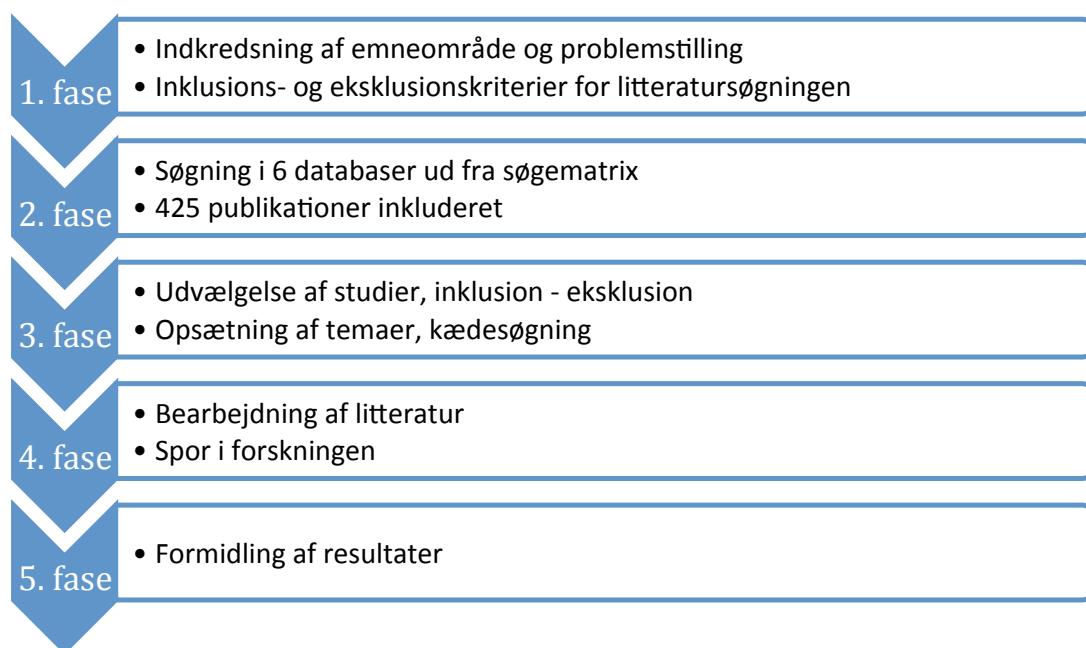 1. fase
• Indkredsning af emneområde og problemstilling
• Inklusions- og eksklusionskriterier for litteratursøgningen
2. fase
• Søgning i 6 databaser ud fra søgematrix
• 425 publikationer inkluderet
3. fase
• Udvælgelse af studier, inklusion - eksklusion
• Opsætning af temaer, kædesøgning
4. fase
• Bearbejdning af litteratur
• Spor i forskningen
5. fase
• Formidling af resultater